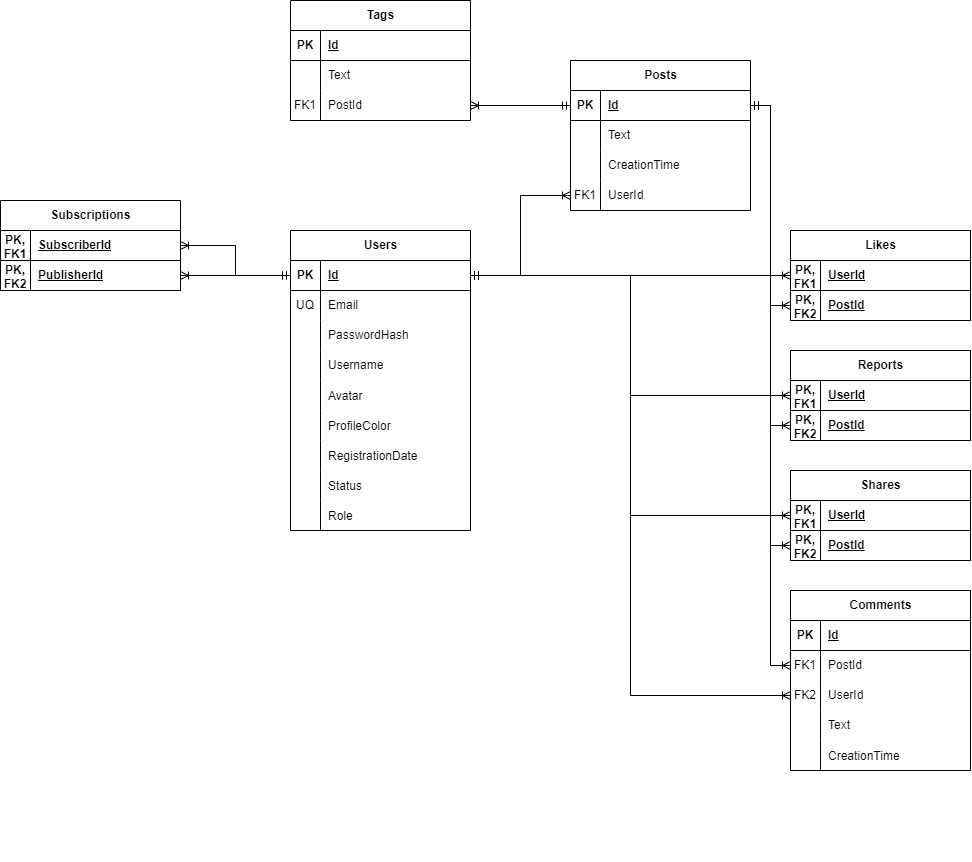 Tags
PK Id
Text
FK1 PostId
Posts
PK Id
Text
CreationTime
FK1 UserId
Subscriptions
PK,
FK1 SubscriberId
PK,
FK2 PublisherId
Users
PK Id
UQ Email
PasswordHash
Username
Avatar
ProfileColor
RegistrationDate
Status
Role
Likes
PK,
FK1 UserId
PK,
FK2 PostId
Reports
PK,
FK1 UserId
PK,
FK2 PostId
Shares
PK,
FK1 UserId
PK,
FK2 PostId
Comments
PK Id
FK1 PostId
FK2 UserId
Text
CreationTime